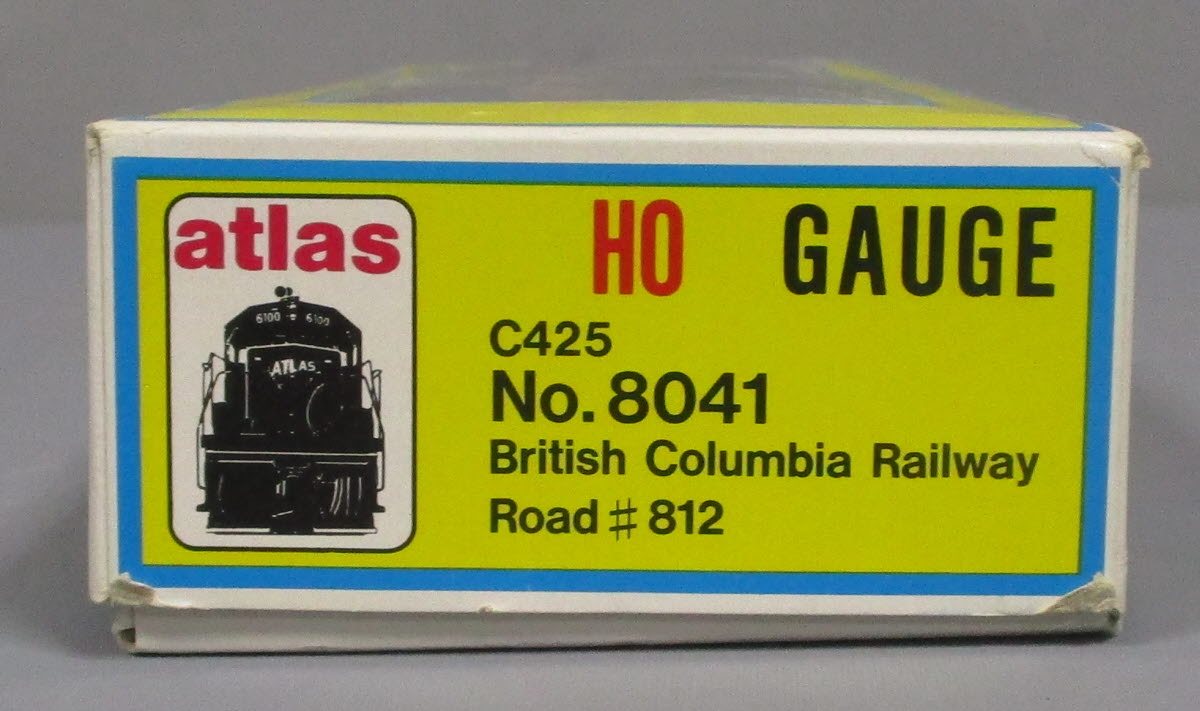 atlas
6100 6100
ATLAS
HO GAUGE
C425
No. 8041
British Columbia Railway
Road # 812